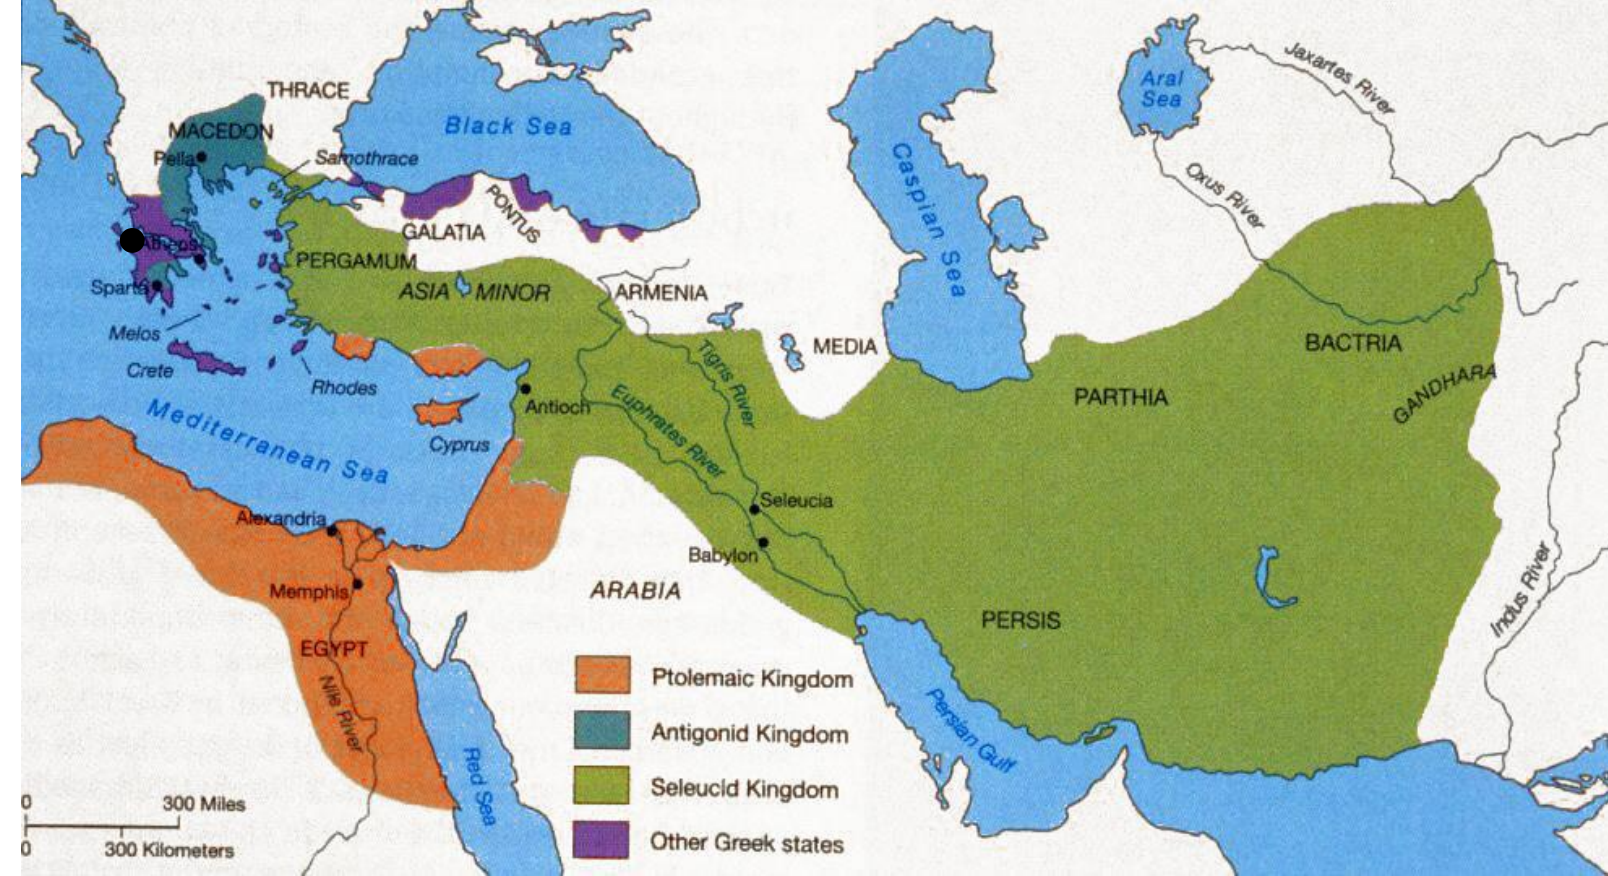 THRACE
MACEDON
Pella
Samothrace
Black Sea
Aral
Sea
Jaxartes River
Oxus River
Caspian Sea
Athens
GALATIA
PONTUS
PERGAMUM
Sparta
ASIA MINOR
ARMENIA
Melos
MEDIA
BACTRIA
Crete
Rhodes
Tigris River
PARTHIA
GANDHARA
Antioch
Euphrates River
Mediterranean Sea
Cyprus
Alexandria
Seleucia
Babylon
Memphis
ARABIA
PERSIS
Indus River
EGYPT
Nile River
Ptolemaic Kingdom
Antigonid Kingdom
Seleucid Kingdom
Other Greek states
Persian Gulf
Red Sea
0 300 Miles
0 300 Kilometers